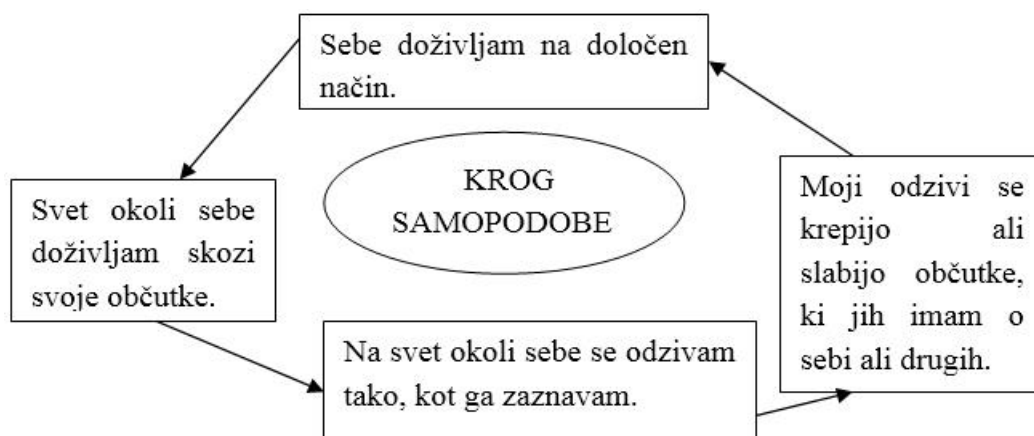 Sebe doživljam na določen
način.
KROG
SAMOPODOBE
Svet okoli sebe
doživljam skozi
svoje občutke.
Na svet okoli sebe se odzivam
tako, kot ga zaznavam.
Moji odzivi se
krepijo ali
slabijo občutke,
ki jih imam o
sebi ali drugih.